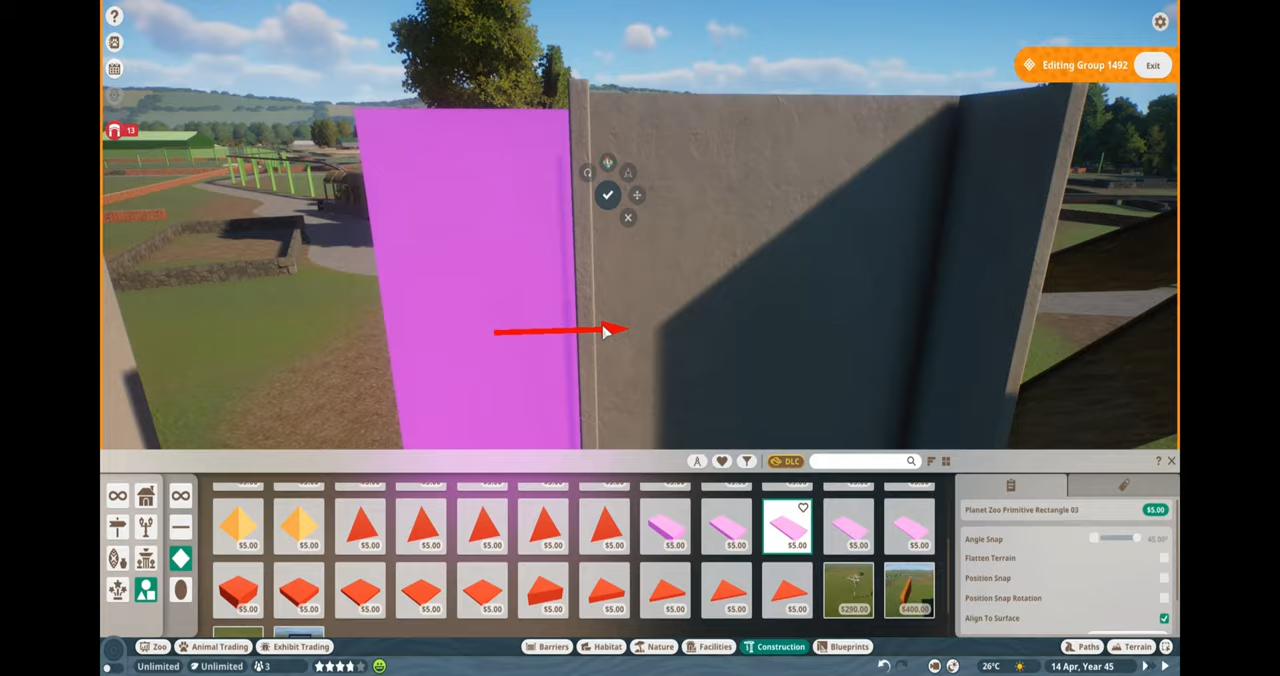 ?
Editing Group 1492 Exit
13
DLC
? X
$5.00 $5.00 $5.00 $5.00 $5.00 $5.00 $5.00 $5.00 $5.00 $5.00 $5.00 $5.00
$5.00 $5.00 $5.00 $5.00 $5.00 $5.00 $5.00 $5.00 $5.00 $5.00 $290.00 $400.00
Planet Zoo Primitive Rectangle 03 $5.00
Angle Snap 45.00°
Flatten Terrain
Position Snap
Position Snap Rotation
Align To Surface
Zoo Animal Trading Exhibit Trading Barriers Habitat Nature Facilities Construction Blueprints Paths Terrain
Unlimited Unlimited 3 26°C 14 Apr, Year 45